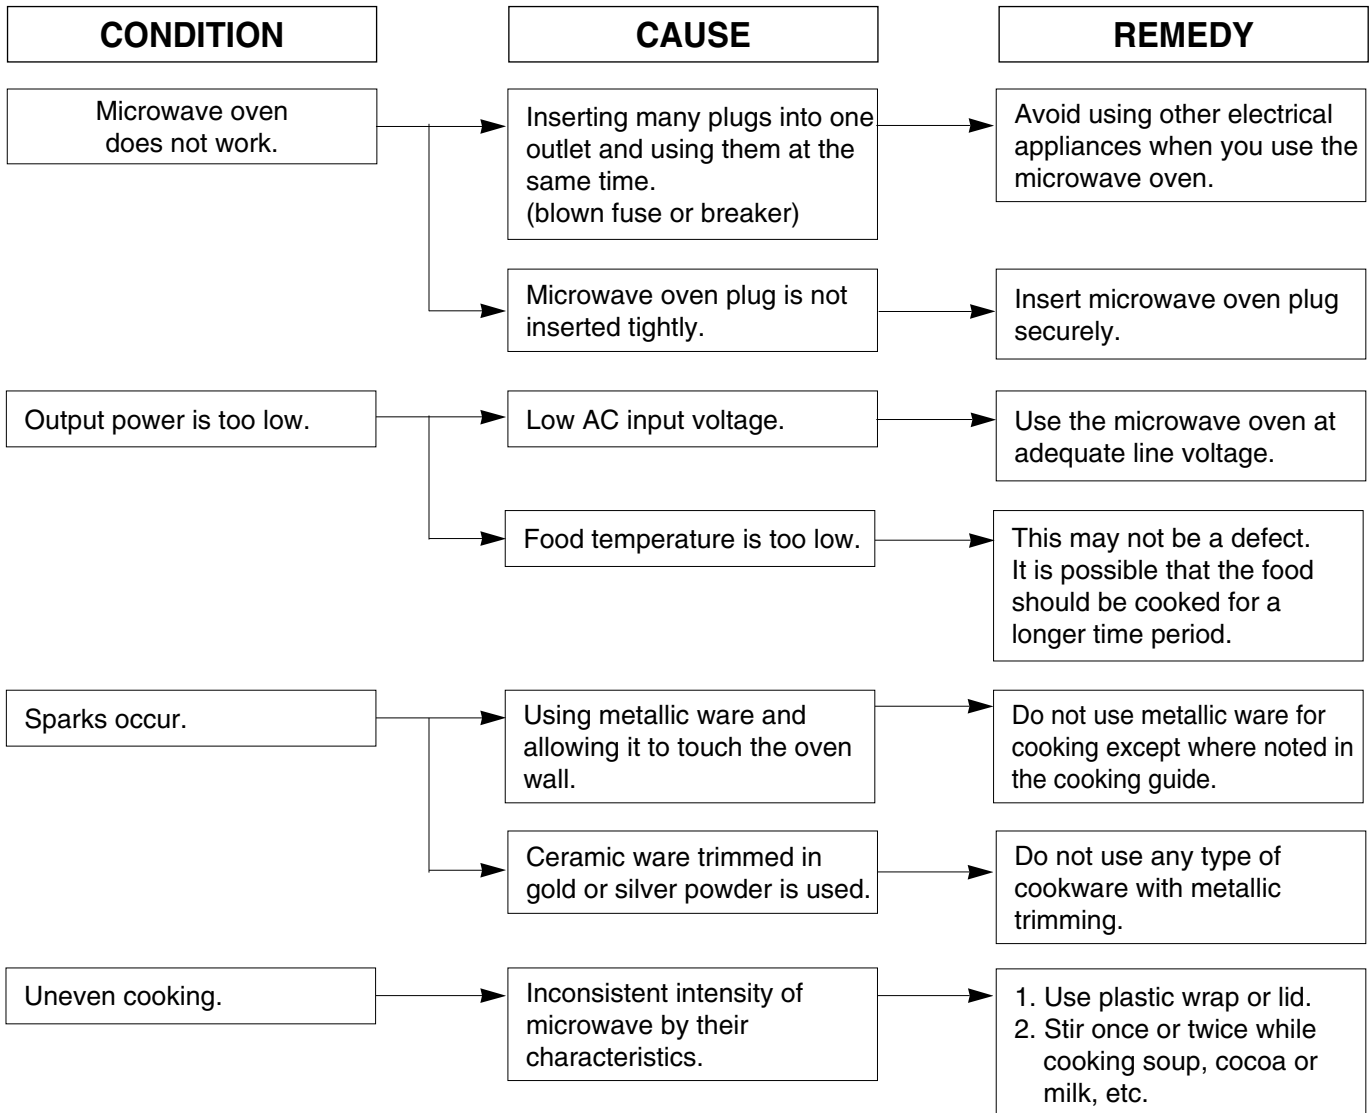 CONDITION
CAUSE
REMEDY
Microwave oven
does not work.
Inserting many plugs into one
outlet and using them at the
same time.
(blown fuse or breaker)
Avoid using other electrical
appliances when you use the
microwave oven.
Microwave oven plug is not
inserted tightly.
Insert microwave oven plug
securely.
Output power is too low.
Low AC input voltage.
Use the microwave oven at
adequate line voltage.
Food temperature is too low.
This may not be a defect.
It is possible that the food
should be cooked for a
longer time period.
Sparks occur.
Using metallic ware and
allowing it to touch the oven
wall.
Do not use metallic ware for
cooking except where noted in
the cooking guide.
Ceramic ware trimmed in
gold or silver powder is used.
Do not use any type of
cookware with metallic
trimming.
Uneven cooking.
Inconsistent intensity of
microwave by their
characteristics.
1. Use plastic wrap or lid.
2. Stir once or twice while
cooking soup, cocoa or
milk, etc.